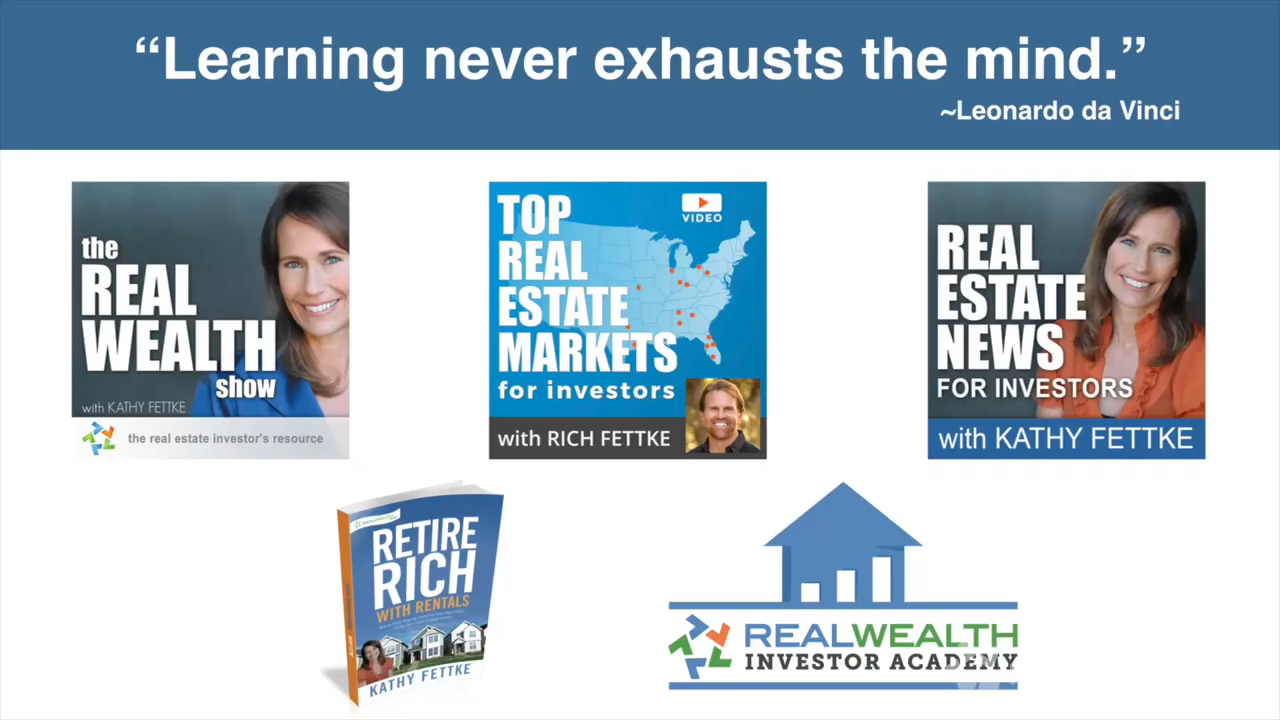 “Learning never exhausts the mind.”
~Leonardo da Vinci
the
REAL
WEALTH
show
with KATHY FETTKE
the real estate investor's resource
TOP
REAL
ESTATE
MARKETS
for investors
VIDEO
with RICH FETTKE
REAL
ESTATE
NEWS
FOR INVESTORS
with KATHY FETTKE
RETIRE
RICH
WITH RENTALS
KATHY FETTKE
REALWEALTH
INVESTOR ACADEMY